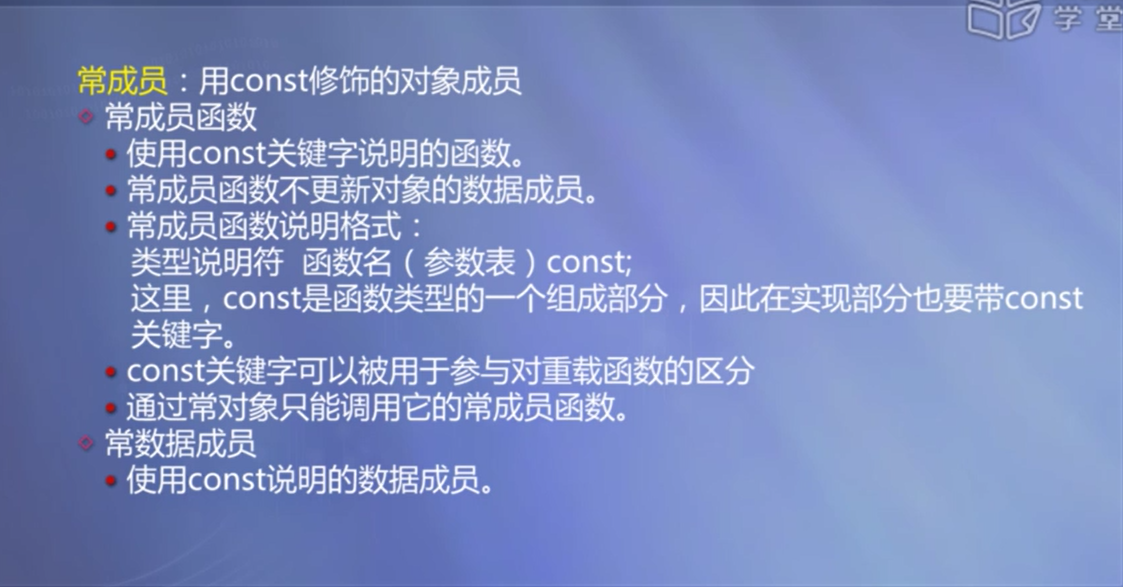 学堂
常成员：用const修饰的对象成员
常成员函数
使用const关键字说明的函数。
常成员函数不更新对象的数据成员。
常成员函数说明格式：
类型说明符 函数名（参数表）const;
这里，const是函数类型的一个组成部分，因此在实现部分也要带const
关键字。
const关键字可以被用于参与对重载函数的区分
通过常对象只能调用它的常成员函数。
常数据成员
使用const说明的数据成员。